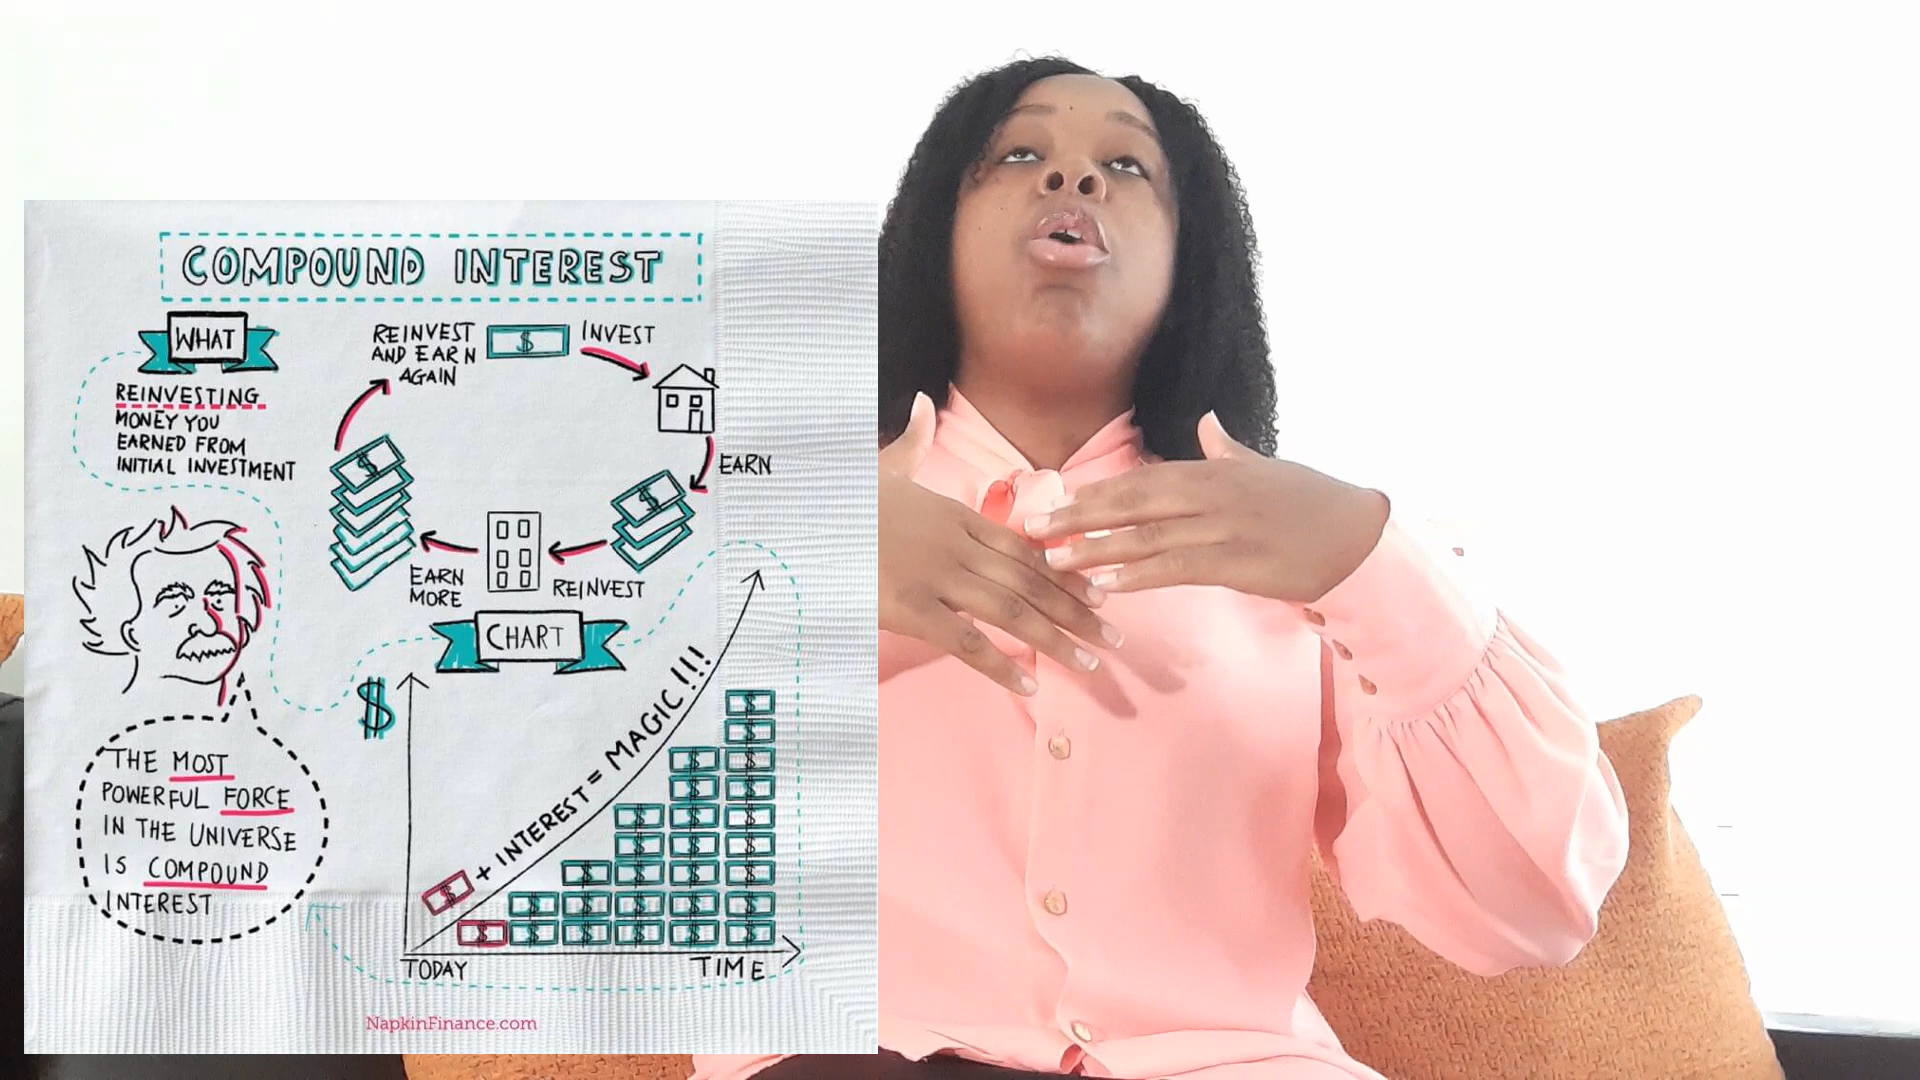 COMPOUND INTEREST
WHAT
REINVESTING
MONEY YOU
EARNED FROM
INITIAL INVESTMENT
REINVEST
AND EARN
AGAIN
$
INVEST
EARN
$
REINVEST
EARN
MORE
$
CHART
$
$ + INTEREST = MAGIC!!!
$ $ $ $ $ $
$ $ $ $ $
$ $ $ $
$ $ $
$ $ $
$ $
$ $
$
$
TODAY
TIME
THE MOST
POWERFUL FORCE
IN THE UNIVERSE
IS COMPOUND
INTEREST
NapkinFinance.com